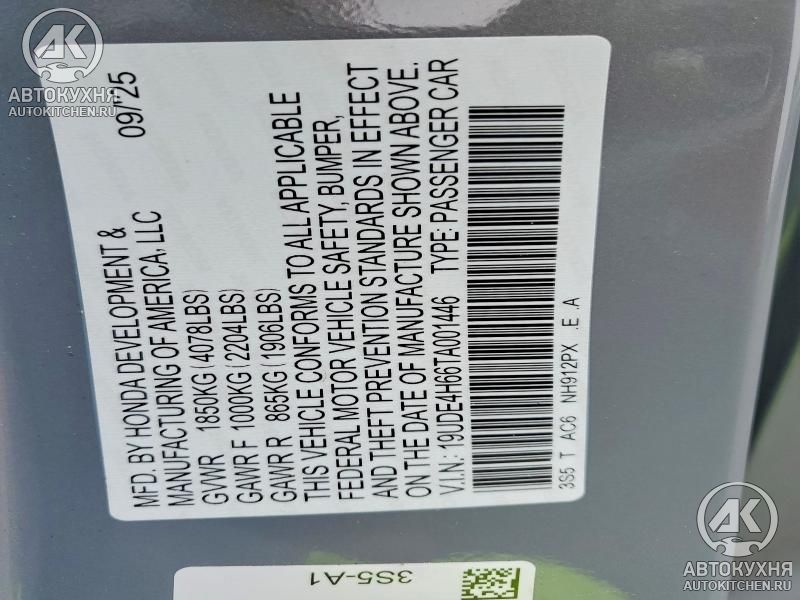 АК
АВТОКУХНЯ
AUTOKITCHEN.RU
MFD. BY HONDA DEVELOPMENT &
MANUFACTURING OF AMERICA, LLC
09/25
GVWR 1850KG (4078LBS)
GAWR F 1000KG (2204LBS)
GAWR R 865KG (1906LBS)
THIS VEHICLE CONFORMS TO ALL APPLICABLE
FEDERAL MOTOR VEHICLE SAFETY, BUMPER,
AND THEFT PREVENTION STANDARDS IN EFFECT
ON THE DATE OF MANUFACTURE SHOWN ABOVE.
V.I.N: 19UDE4H66TA001446 TYPE: PASSENGER CAR
3S5 T AC6 NH912PX .E .A
3S5-A1
АК
АВТОКУХНЯ
AUTOKITCHEN.RU